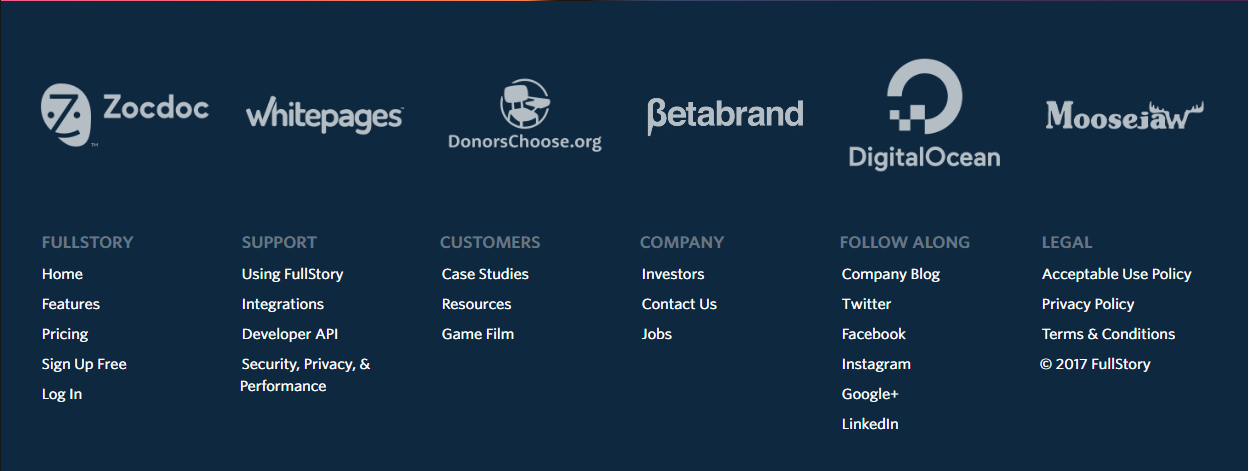 Zocdoc
TM
whitepages
DonorsChoose.org
βetabrand
DigitalOcean
Moosejaw
FULLSTORY
Home
Features
Pricing
Sign Up Free
Log In
SUPPORT
Using FullStory
Integrations
Developer API
Security, Privacy, &
Performance
CUSTOMERS
Case Studies
Resources
Game Film
COMPANY
Investors
Contact Us
Jobs
FOLLOW ALONG
Company Blog
Twitter
Facebook
Instagram
Google+
LinkedIn
LEGAL
Acceptable Use Policy
Privacy Policy
Terms & Conditions
© 2017 FullStory